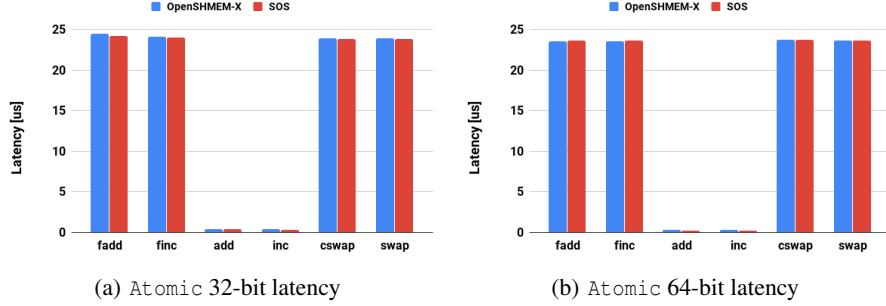 OpenSHMEM-X SOS
Latency [us]
25
20
15
10
5
0
fadd finc add inc cswap swap
(a) Atomic 32-bit latency
OpenSHMEM-X SOS
Latency [us]
25
20
15
10
5
0
fadd finc add inc cswap swap
(b) Atomic 64-bit latency